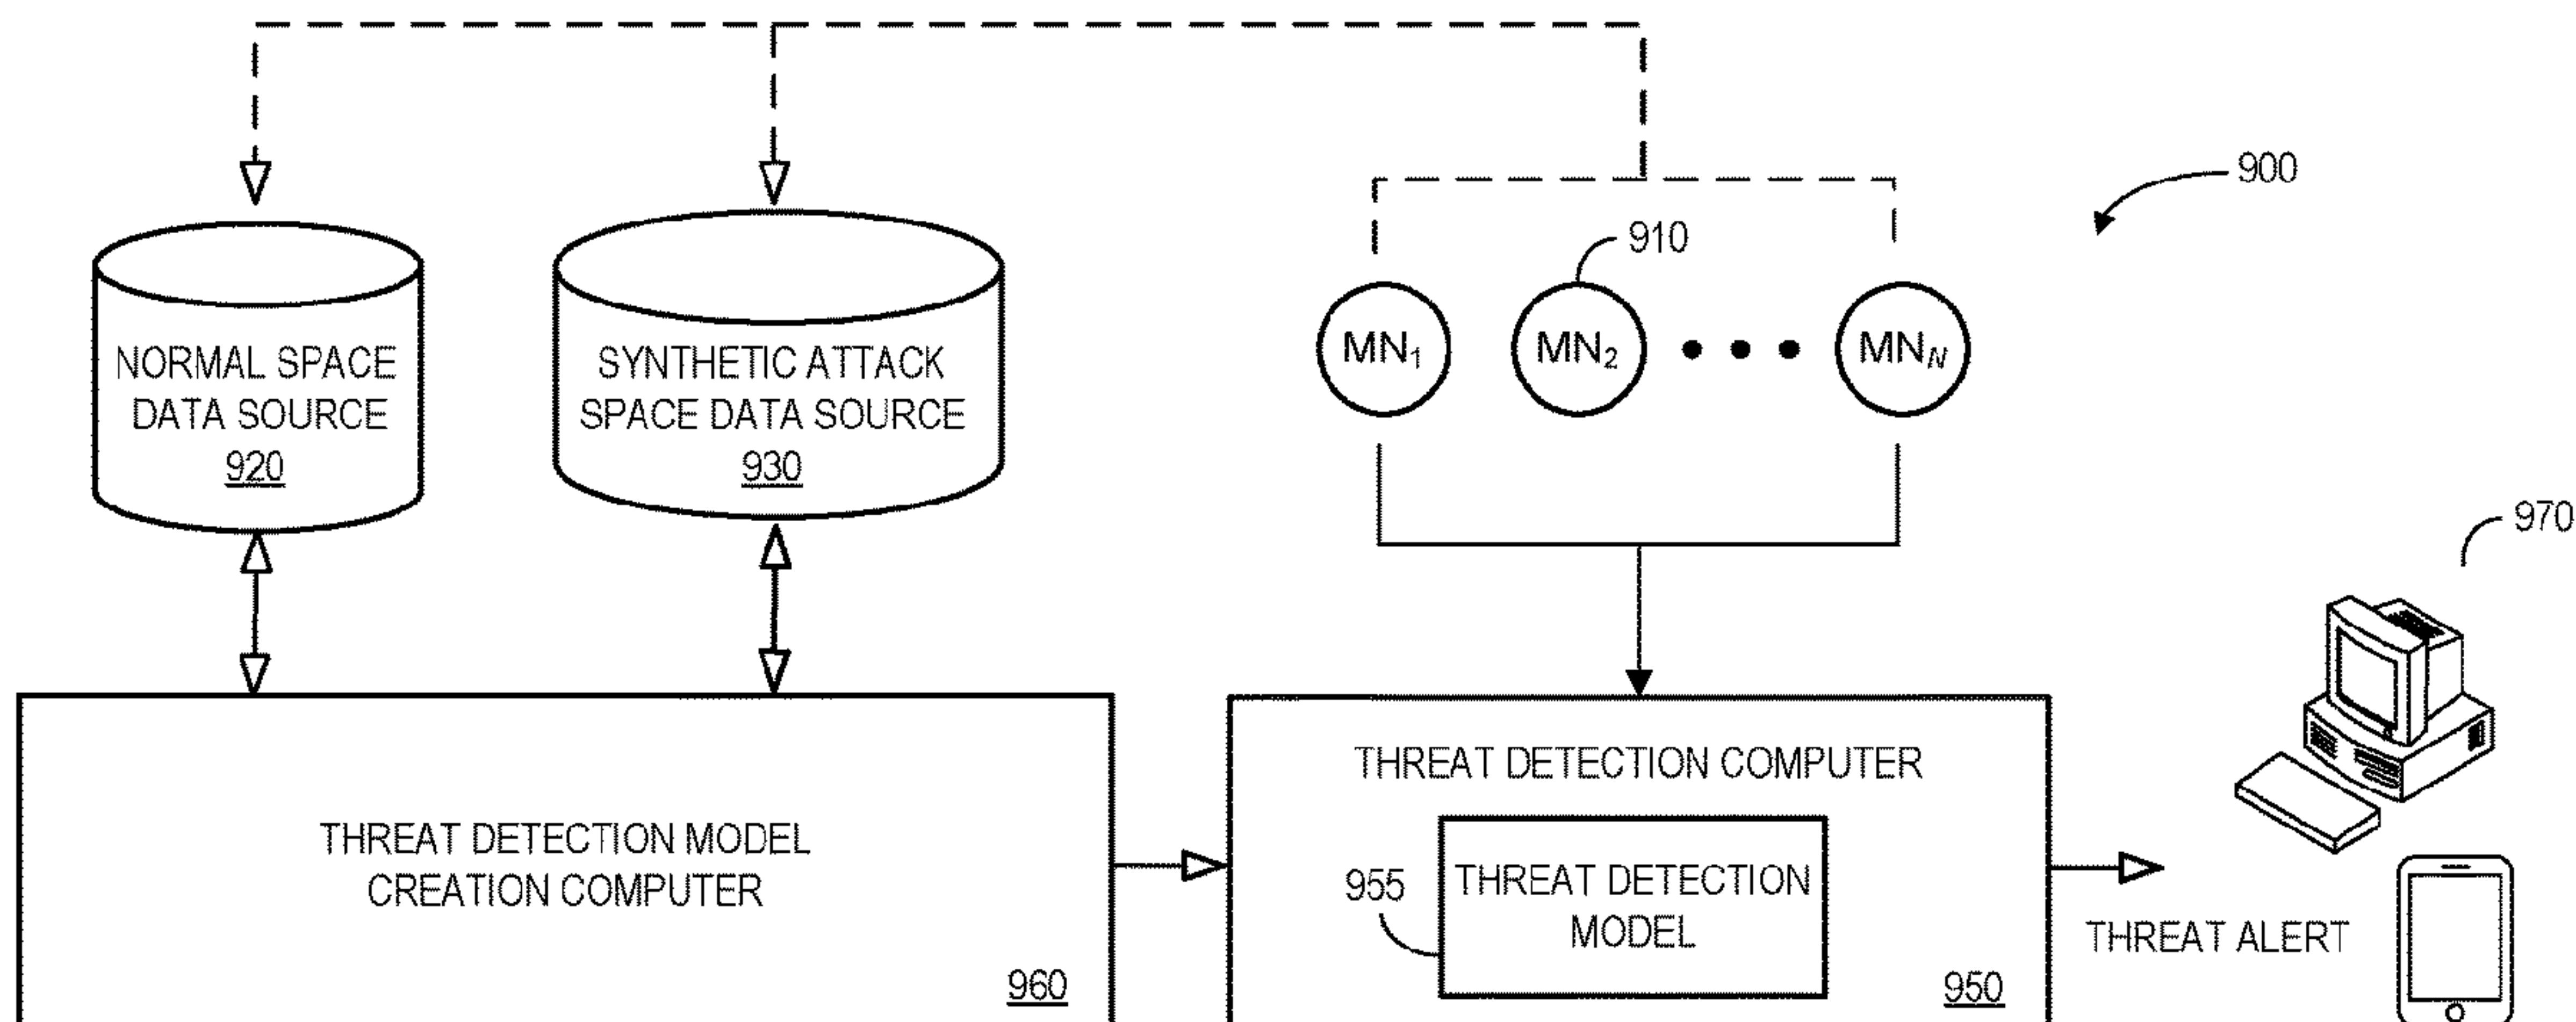 900
910
MN₁
MN₂
MN_N
NORMAL SPACE
DATA SOURCE
920
SYNTHETIC ATTACK
SPACE DATA SOURCE
930
970
THREAT DETECTION MODEL
CREATION COMPUTER
960
THREAT DETECTION COMPUTER
955
THREAT DETECTION
MODEL
950
THREAT ALERT